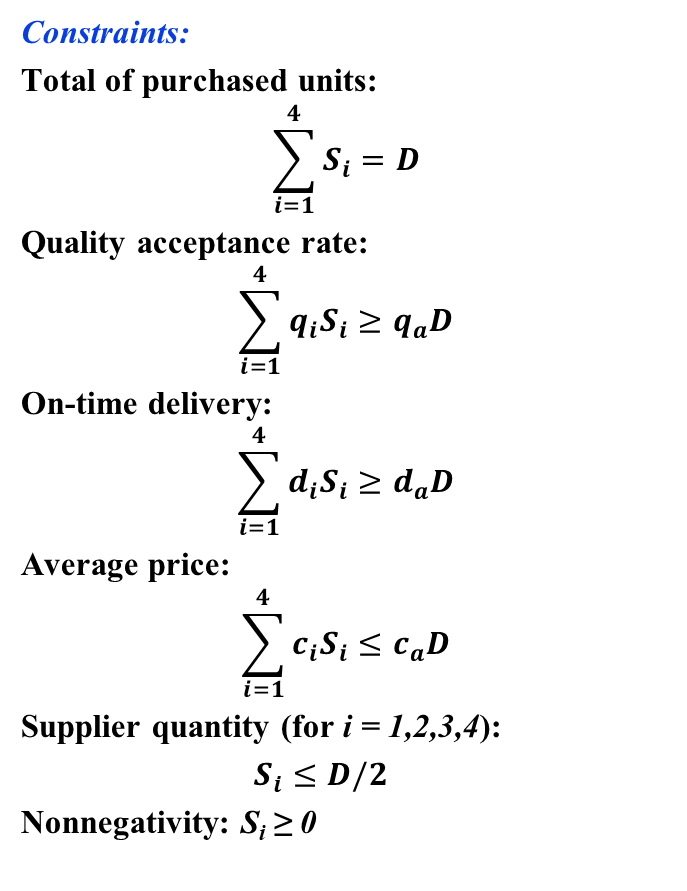 Constraints:
Total of purchased units:
$$\sum_{i=1}^{4} S_i = D$$
Quality acceptance rate:
$$\sum_{i=1}^{4} q_i S_i \geq q_a D$$
On-time delivery:
$$\sum_{i=1}^{4} d_i S_i \geq d_a D$$
Average price:
$$\sum_{i=1}^{4} c_i S_i \leq c_a D$$
Supplier quantity (for i = 1,2,3,4):
$$S_i \leq D/2$$
Nonnegativity: $S_i \geq 0$